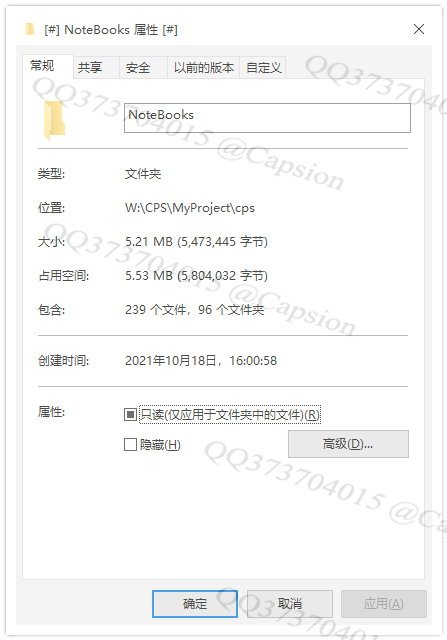 [#] NoteBooks 属性 [#]
常规 共享 安全 以前的版本 自定义
NoteBooks
类型: 文件夹
位置: W:\CPS\MyProject\cps
大小: 5.21 MB (5,473,445 字节)
占用空间: 5.53 MB (5,804,032 字节)
包含: 239 个文件，96 个文件夹
创建时间: 2021年10月18日，16:00:58
属性: 只读(仅应用于文件夹中的文件)(R)
隐藏(H) 高级(D)...
确定 取消 应用(A)
QQ373704015 @Capsion
QQ373704015 @Capsion
QQ373704015
QQ373704015 @Caps
QQ373704015